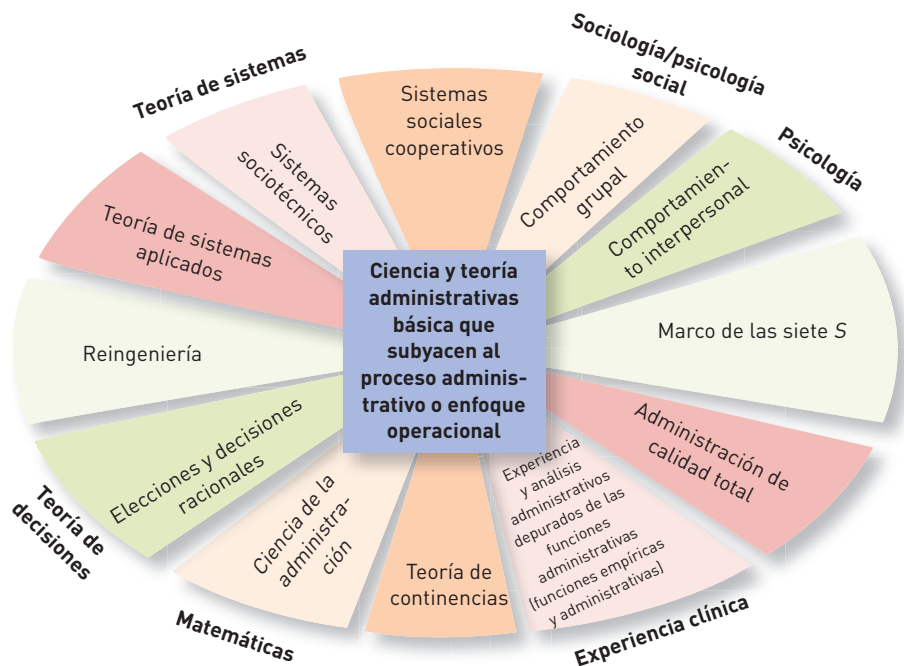 Teoría de sistemas
Sociología/psicología
social
Psicología
Sistemas
sociales
cooperativos
Comportamiento
grupal
Comportamien-
to interpersonal
Marco de las siete S
Administración de
calidad total
Experiencia
y análisis
administrativos
depurados de las
funciones
administrativas
(funciones empíricas
y administrativas)
Experiencia clínica
Teoría de
continencias
Ciencia de la
administra-
ción
Matemáticas
Elecciones y decisiones
racionales
Teoría de
decisiones
Reingeniería
Teoría de sistemas
aplicados
Sistemas
sociotécnicos
Ciencia y teoría
administrativas
básica que
subyacen al
proceso adminis-
trativo o enfoque
operacional